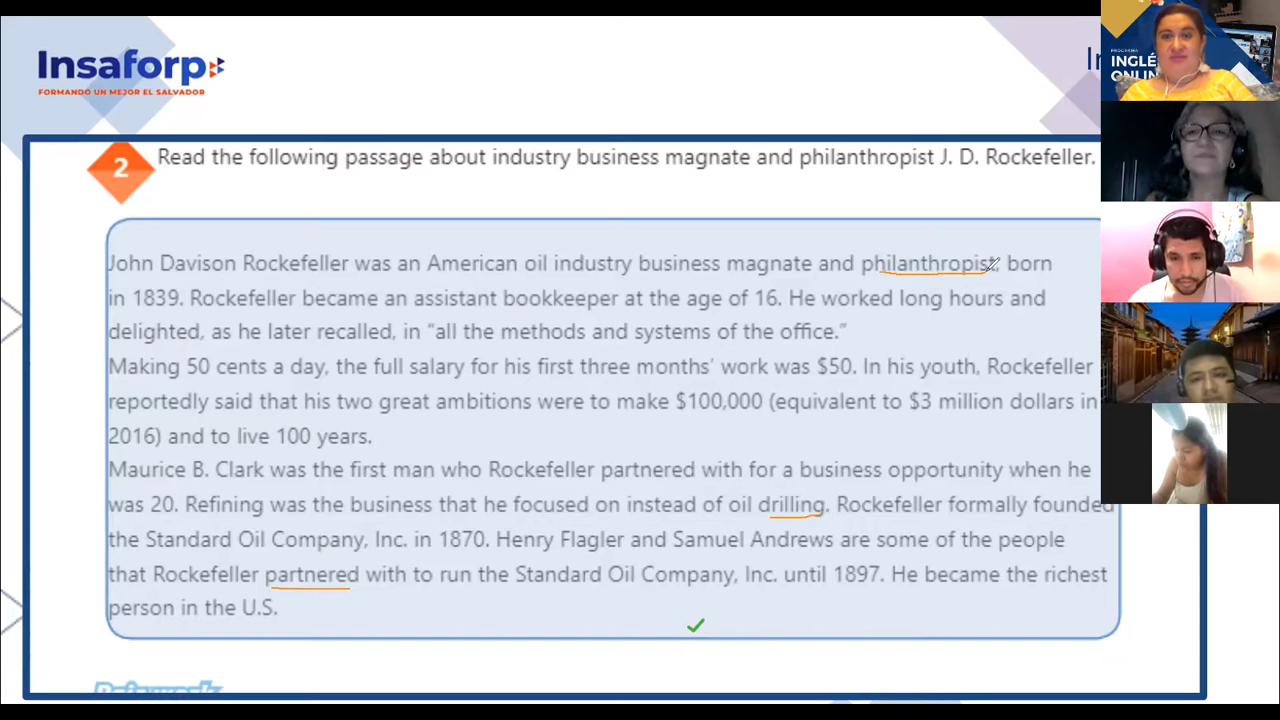 Insaforp
FORMANDO UN MEJOR EL SALVADOR
PROGRAMA
INGLÉ
ONLIN
2
Read the following passage about industry business magnate and philanthropist J. D. Rockefeller.
John Davison Rockefeller was an American oil industry business magnate and philanthropist, born
in 1839. Rockefeller became an assistant bookkeeper at the age of 16. He worked long hours and
delighted, as he later recalled, in “all the methods and systems of the office.”
Making 50 cents a day, the full salary for his first three months’ work was $50. In his youth, Rockefeller
reportedly said that his two great ambitions were to make $100,000 (equivalent to $3 million dollars in
2016) and to live 100 years.
Maurice B. Clark was the first man who Rockefeller partnered with for a business opportunity when he
was 20. Refining was the business that he focused on instead of oil drilling. Rockefeller formally founded
the Standard Oil Company, Inc. in 1870. Henry Flagler and Samuel Andrews are some of the people
that Rockefeller partnered with to run the Standard Oil Company, Inc. until 1897. He became the richest
person in the U.S.